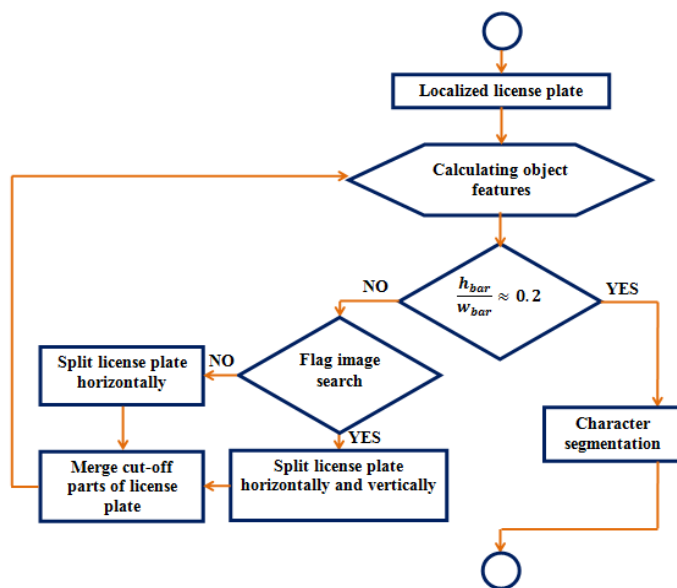 Localized license plate
Calculating object
features
NO
YES
h_bar
w_bar ≈ 0.2
Flag image
search
NO
Split license plate
horizontally
YES
Character
segmentation
Merge cut-off
parts of license
plate
Split license plate
horizontally and vertically